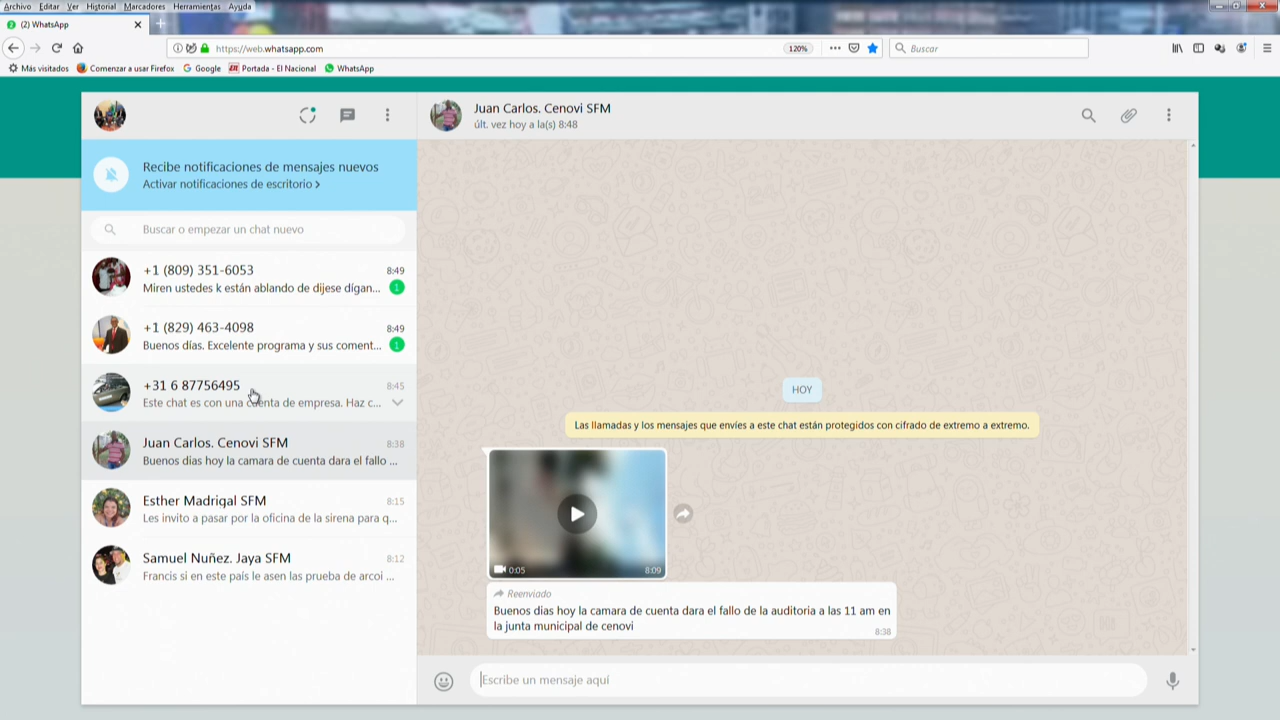 Archivo Editar Ver Historial Marcadores Herramientas Ayuda
(2) WhatsApp
https://web.whatsapp.com
120%
Buscar
Más visitados Comenzar a usar Firefox Google Portada - El Nacional WhatsApp
Recibe notificaciones de mensajes nuevos
Activar notificaciones de escritorio >
Buscar o empezar un chat nuevo
+1 (809) 351-6053 8:49
Miren ustedes k están ablando de dijese dígan... 1
+1 (829) 463-4098 8:49
Buenos días. Excelente programa y sus coment... 1
+31 6 87756495 8:45
Este chat es con una cuenta de empresa. Haz c...
Juan Carlos. Cenovi SFM 8:38
Buenos dias hoy la camara de cuenta dara el fallo ...
Esther Madrigal SFM 8:15
Les invito a pasar por la oficina de la sirena para q...
Samuel Nuñez. Jaya SFM 8:12
Francis si en este país le asen las prueba de arcoi ...
Juan Carlos. Cenovi SFM
últ. vez hoy a la(s) 8:48
HOY
Las llamadas y los mensajes que envíes a este chat están protegidos con cifrado de extremo a extremo.
0:05 8:09
Reenviado
Buenos dias hoy la camara de cuenta dara el fallo de la auditoria a las 11 am en
la junta municipal de cenovi
8:38
Escribe un mensaje aquí